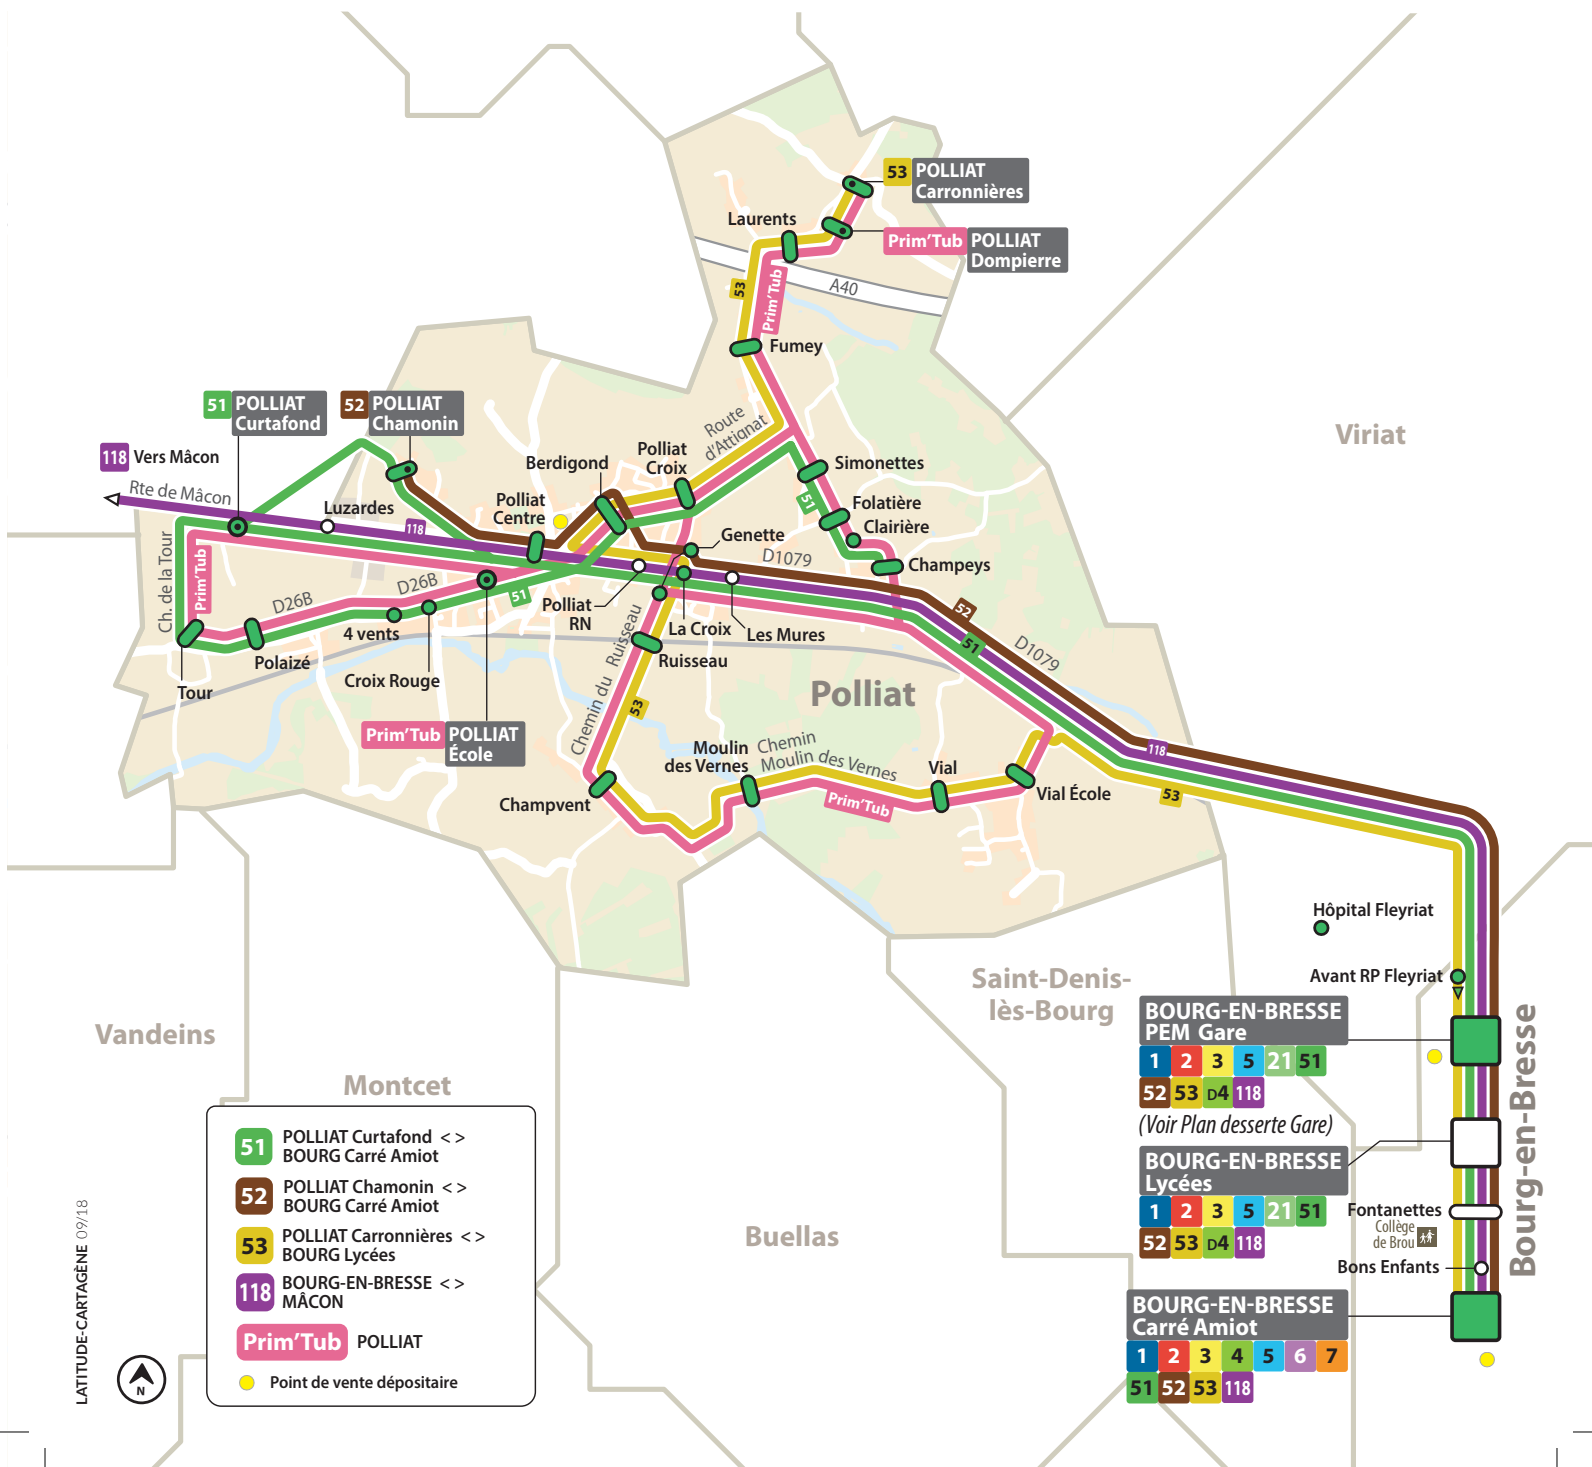 53 POLLIAT
Carronnières
Laurents
Prim'Tub POLLIAT
Dompierre
A40
53
Prim'Tub
Fumey
51 POLLIAT
Curtafond
52 POLLIAT
Chamonin
Route
d'Attignat
Viriat
118 Vers Mâcon
Rte de Mâcon
Berdigond
Polliat
Croix
Simonettes
Luzardes
118
Polliat
Centre
51
Folatière
Clairière
Genette
D1079
Champeys
Ch. de la Tour
Prim'Tub
D26B
D26B
51
Polliat
RN
La Croix
Les Mures
52
51
D1079
4 vents
Polaizé
Croix Rouge
Tour
Chemin du Ruisseau
Ruisseau
53
Polliat
Prim'Tub POLLIAT
École
Moulin
des Vernes
Chemin
Moulin des Vernes
Vial
118
Champvent
Prim'Tub
Vial École
53
Hôpital Fleyriat
Avant RP Fleyriat
Saint-Denis-
lès-Bourg
BOURG-EN-BRESSE
PEM Gare
1 2 3 5 21 51
52 53 D4 118
(Voir Plan desserte Gare)
BOURG-EN-BRESSE
Lycées
1 2 3 5 21 51
52 53 D4 118
Fontanettes
Collège
de Brou
Bons Enfants
BOURG-EN-BRESSE
Carré Amiot
1 2 3 4 5 6 7
51 52 53 118
Bourg-en-Bresse
Vandeins
Montcet
Buellas
51 POLLIAT Curtafond < >
BOURG Carré Amiot
52 POLLIAT Chamonin < >
BOURG Carré Amiot
53 POLLIAT Carronnières < >
BOURG Lycées
118 BOURG-EN-BRESSE < >
MÂCON
Prim'Tub POLLIAT
Point de vente dépositaire
LATITUDE-CARTAGÈNE 09/18
N